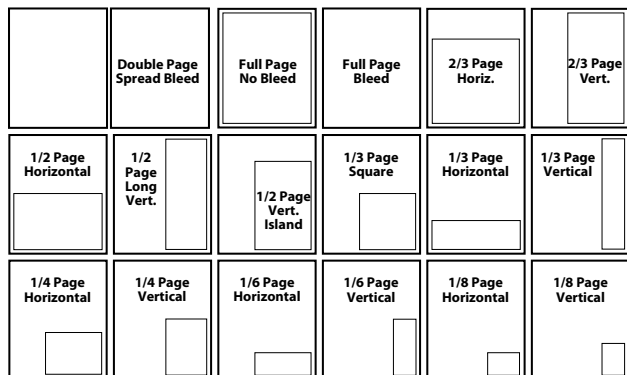 Double Page
Spread Bleed
Full Page
No Bleed
Full Page
Bleed
2/3 Page
Horiz.
2/3 Page
Vert.
1/2 Page
Horizontal
1/2
Page
Long
Vert.
1/2 Page
Vert.
Island
1/3 Page
Square
1/3 Page
Horizontal
1/3 Page
Vertical
1/4 Page
Horizontal
1/4 Page
Vertical
1/6 Page
Horizontal
1/6 Page
Vertical
1/8 Page
Horizontal
1/8 Page
Vertical